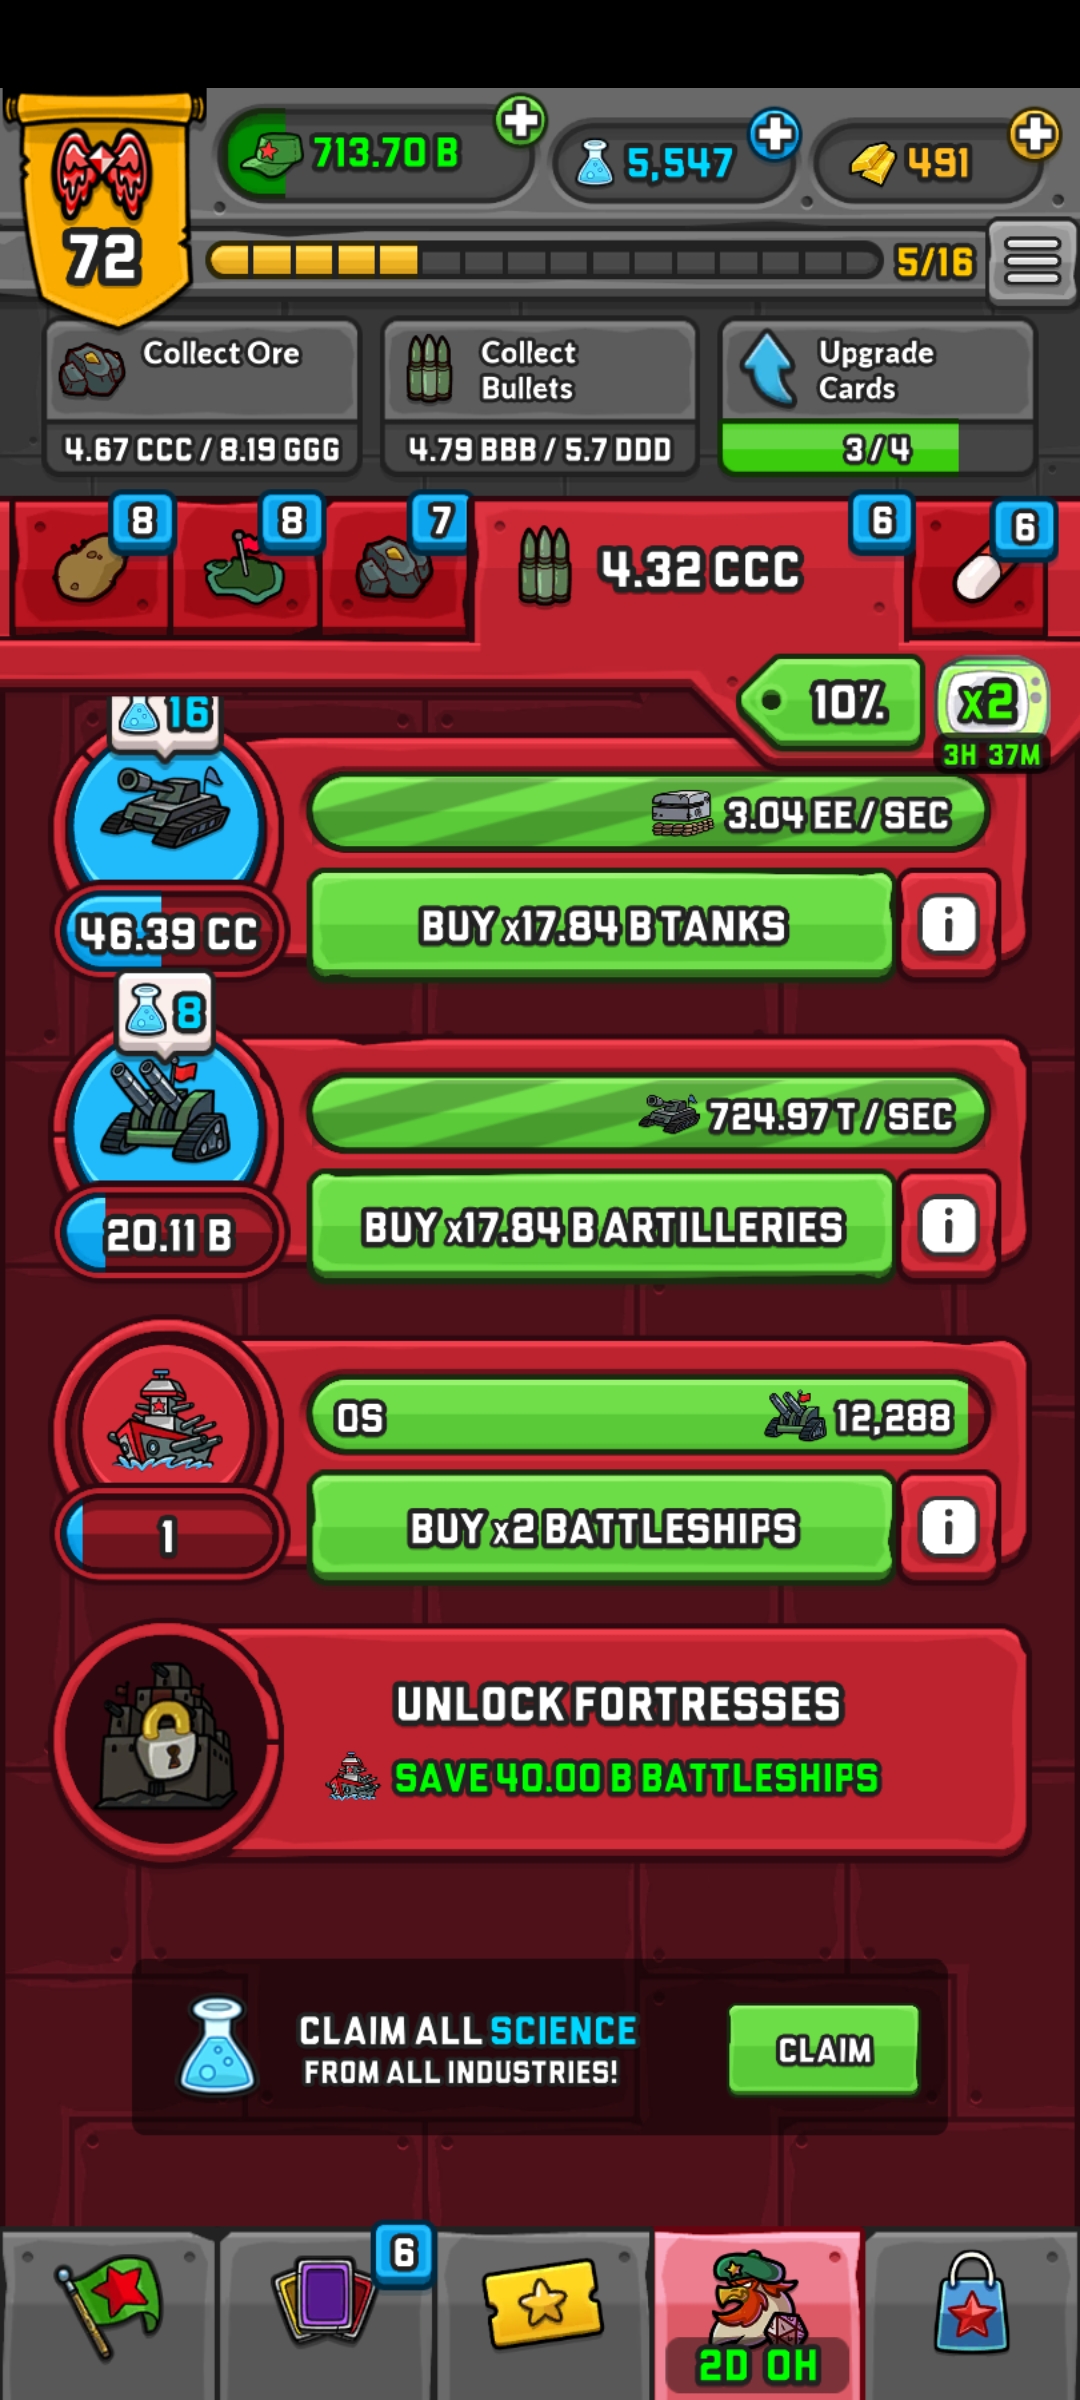 713.70 B
5,547
491
72
5/16
Collect Ore
4.67 CCC / 8.19 GGG
Collect
Bullets
4.79 BBB / 5.7 DDD
Upgrade
Cards
3/4
8
8
7
4.32 CCC
6
6
10%
x2
3H 37M
16
3.04 EE / SEC
46.39 CC
BUY x17.84 B TANKS
i
8
724.97 T / SEC
20.11 B
BUY x17.84 B ARTILLERIES
i
0S
12,288
1
BUY x2 BATTLESHIPS
i
UNLOCK FORTRESSES
SAVE 40.00 B BATTLESHIPS
CLAIM ALL SCIENCE
FROM ALL INDUSTRIES!
CLAIM
6
2D 0H